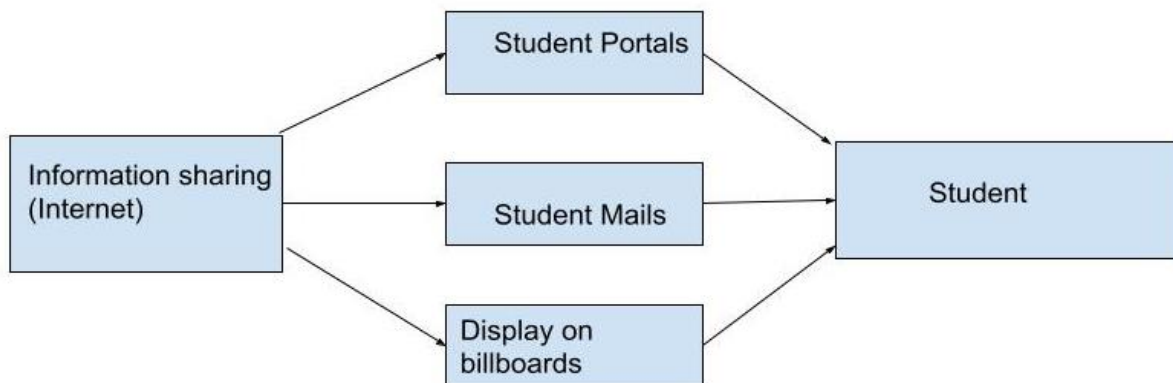 Student Portals
Information sharing
(Internet)
Student Mails
Student
Display on
billboards